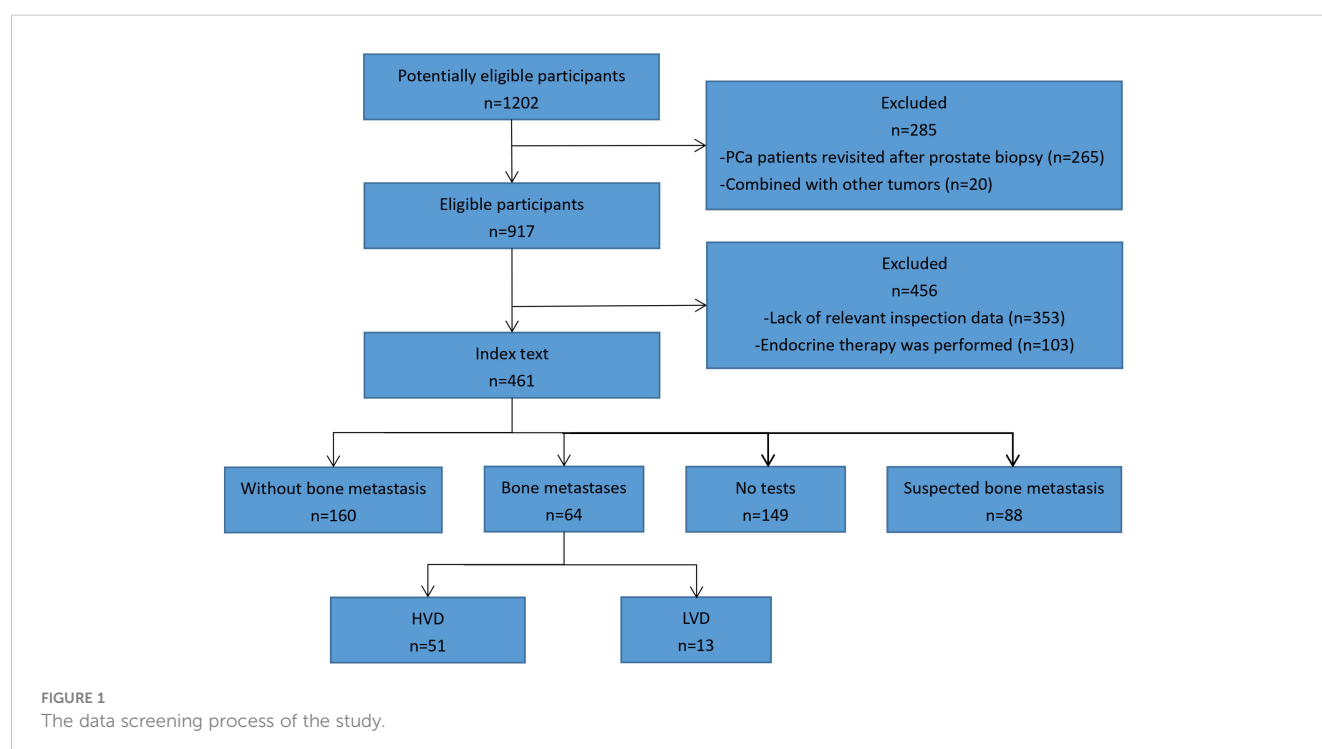 Potentially eligible participants
n=1202
Excluded
n=285
-PCa patients revisited after prostate biopsy (n=265)
-Combined with other tumors (n=20)
Eligible participants
n=917
Excluded
n=456
-Lack of relevant inspection data (n=353)
-Endocrine therapy was performed (n=103)
Index text
n=461
Without bone metastasis
n=160
Bone metastases
n=64
No tests
n=149
Suspected bone metastasis
n=88
HVD
n=51
LVD
n=13
FIGURE 1
The data screening process of the study.